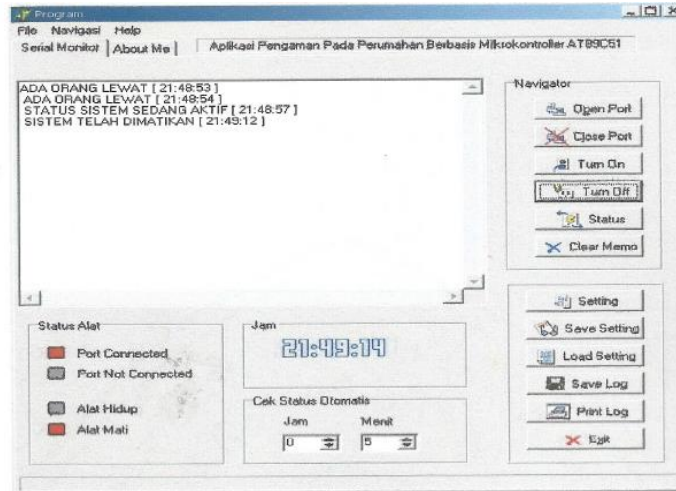 Program
File Navigasi Help
Serial Monitor About Me Aplikasi Pengaman Pada Perumahan Berbasis Mikrokontroller AT89C51
ADA ORANG LEWAT [ 21:48:53 ]
ADA ORANG LEWAT [ 21:48:54 ]
STATUS SISTEM SEDANG AKTIF [ 21:48:57 ]
SISTEM TELAH DIMATIKAN [ 21:49:12 ]
Navigator
Open Port
Close Port
Turn On
Turn Off
Status
Clear Memo
Status Alat
Port Connected
Port Not Connected
Alat Hidup
Alat Mati
Jam
21:49:14
Cek Status Otomatis
Jam Menit
0 5
Setting
Save Setting
Load Setting
Save Log
Print Log
Exit